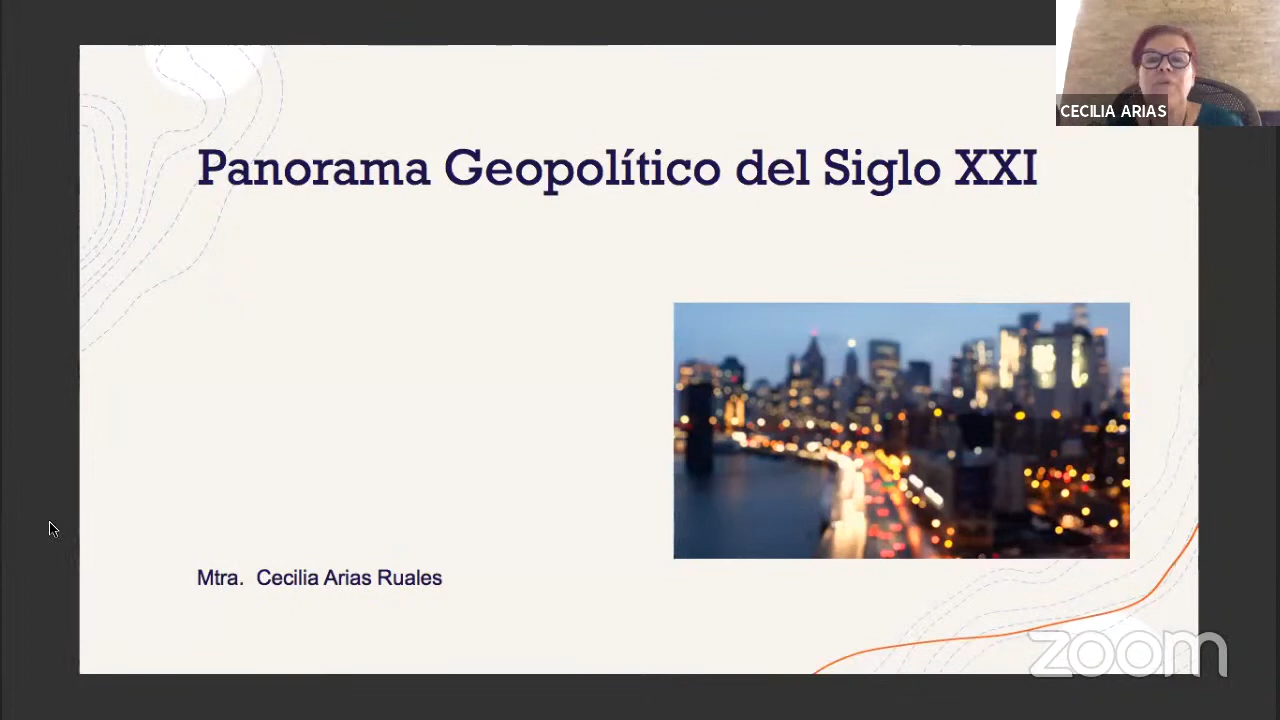 CECILIA ARIAS
Panorama Geopolítico del Siglo XXI
Mtra. Cecilia Arias Ruales
zoom